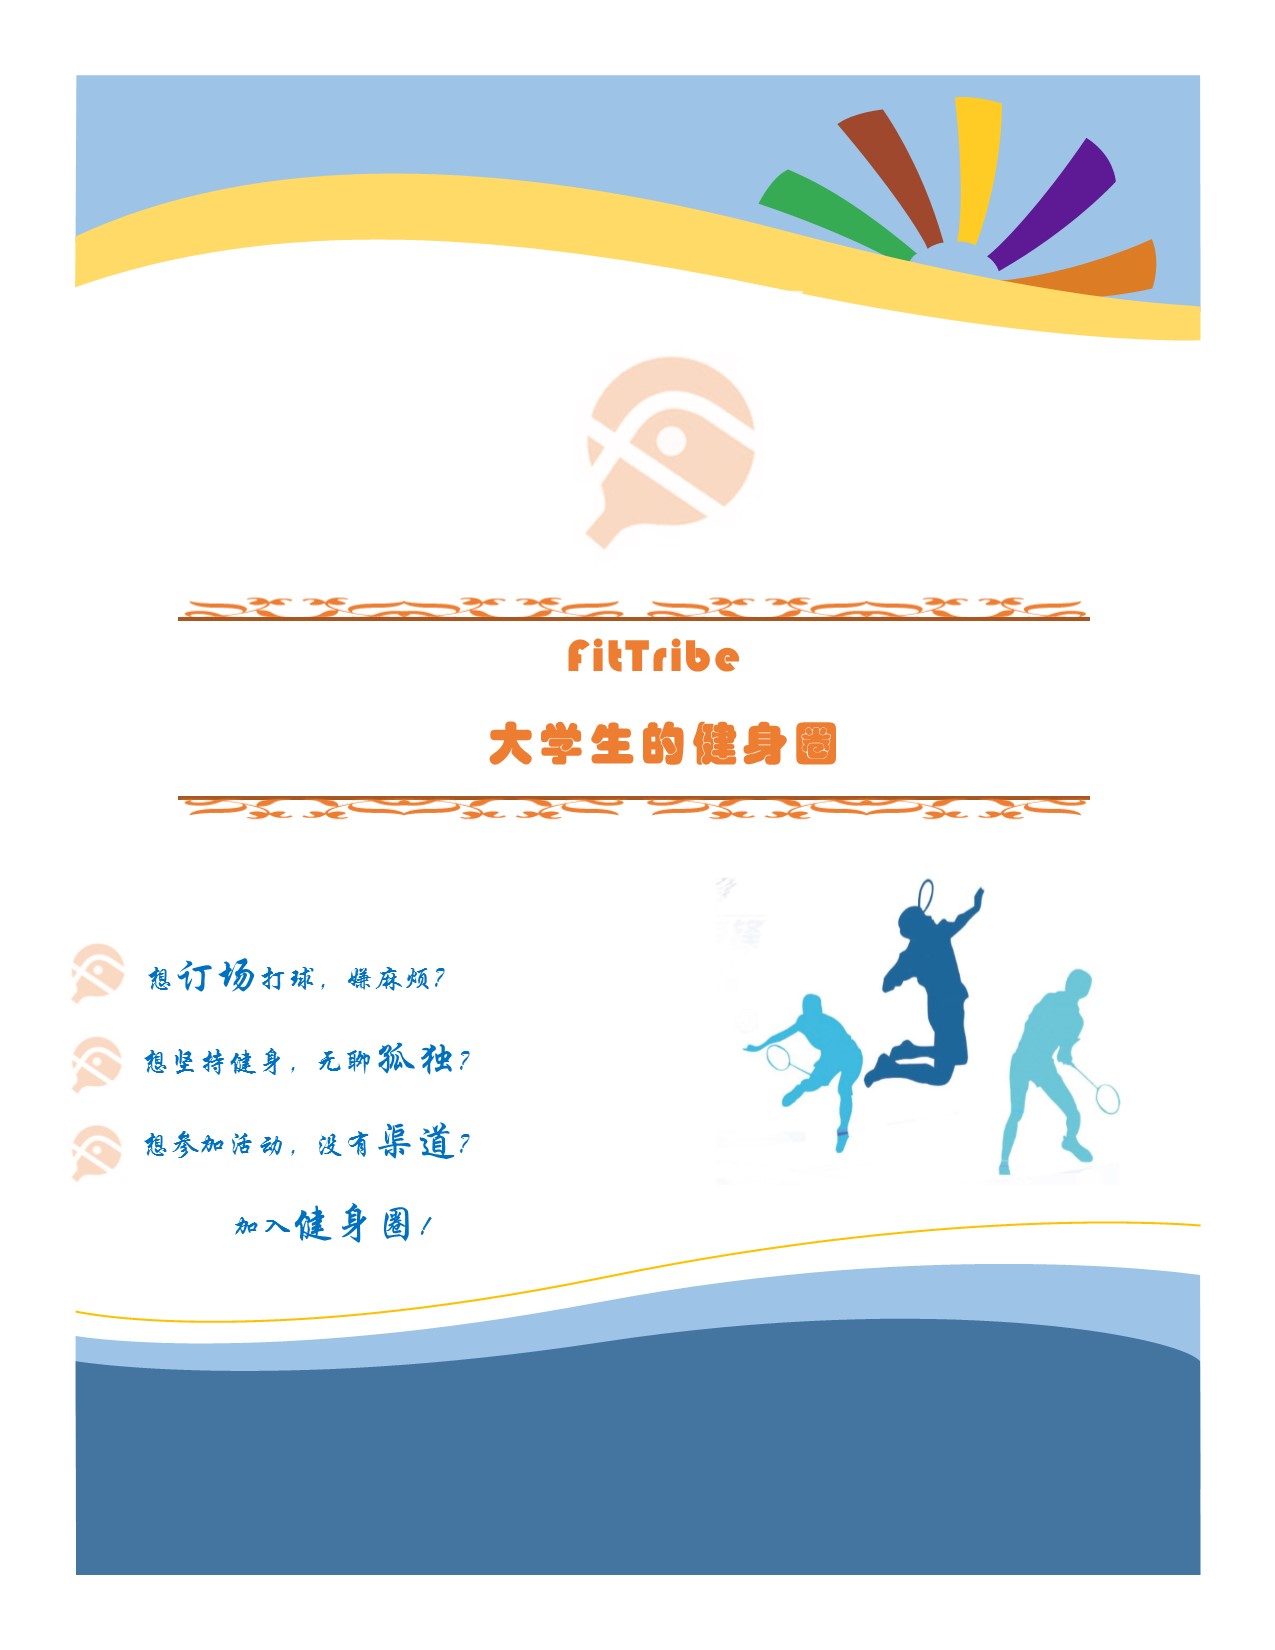 FitTribe
大学生的健身圈
想订场打球，嫌麻烦？
想坚持健身，无聊孤独？
想参加活动，没有渠道？
加入健身圈！